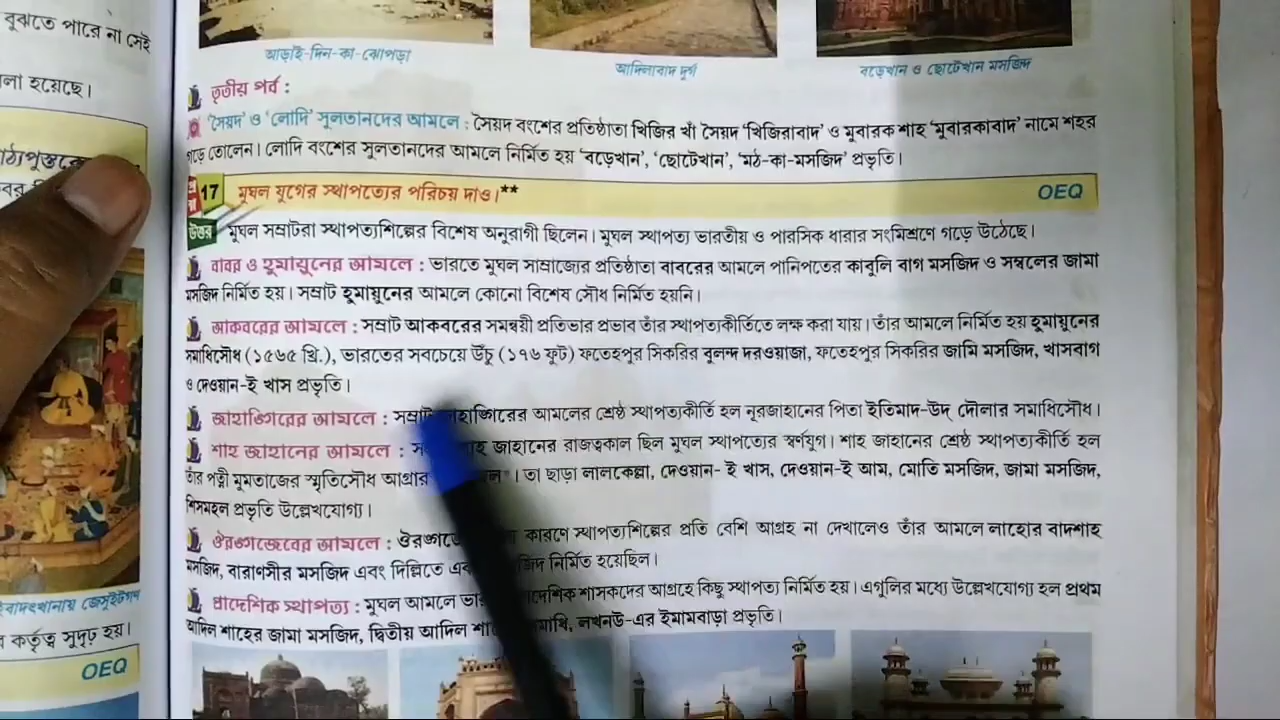 বুঝতে পারে না সেই
লা হয়েছে।
OEQ
র কর্তৃত্ব সুদৃঢ় হয়।
আড়াই-দিন-কা-ঝোপড়া
আদিলাবাদ দুর্গ
বড়েখান ও ছোটেখান মসজিদ
তৃতীয় পর্ব :
'সৈয়দ' ও 'লোদি' সুলতানদের আমলে : সৈয়দ বংশের প্রতিষ্ঠাতা খিজির খাঁ সৈয়দ 'খিজিরাবাদ' ও মুবারক শাহ 'মুবারকাবাদ' নামে শহর
গড়ে তোলেন। লোদি বংশের সুলতানদের আমলে নির্মিত হয় 'বড়েখান', 'ছোটেখান', 'মঠ-কা-মসজিদ' প্রভৃতি।
17 মুঘল যুগের স্থাপত্যের পরিচয় দাও।** OEQ
উত্তর মুঘল সম্রাটরা স্থাপত্যশিল্পের বিশেষ অনুরাগী ছিলেন। মুঘল স্থাপত্য ভারতীয় ও পারসিক ধারার সংমিশ্রণে গড়ে উঠেছে।
বাবর ও হুমায়ুনের আমলে : ভারতে মুঘল সাম্রাজ্যের প্রতিষ্ঠাতা বাবরের আমলে পানিপতের কাবুলি বাগ মসজিদ ও সম্বলের জামা
মসজিদ নির্মিত হয়। সম্রাট হুমায়ুনের আমলে কোনো বিশেষ সৌধ নির্মিত হয়নি।
আকবরের আমলে : সম্রাট আকবরের সমন্বয়ী প্রতিভার প্রভাব তাঁর স্থাপত্যকীর্তিতে লক্ষ করা যায়। তাঁর আমলে নির্মিত হয় হুমায়ুনের
সমাধিসৌধ (১৫৬৫ খ্রি.), ভারতের সবচেয়ে উঁচু (১৭৬ ফুট) ফতেহপুর সিকরির বুলন্দ দরওয়াজা, ফতেহপুর সিকরির জামি মসজিদ, খাসবাগ
ও দেওয়ান-ই খাস প্রভৃতি।
জাহাঙ্গিরের আমলে : সম্রাট জাহাঙ্গিরের আমলের শ্রেষ্ঠ স্থাপত্যকীর্তি হল নূরজাহানের পিতা ইতিমাদ-উদ্ দৌলার সমাধিসৌধ।
শাহ জাহানের আমলে : জাহানের রাজত্বকাল ছিল মুঘল স্থাপত্যের স্বর্ণযুগ। শাহ জাহানের শ্রেষ্ঠ স্থাপত্যকীর্তি হল
তাঁর পত্নী মুমতাজের স্মৃতিসৌধ আগ্রার । তা ছাড়া লালকেল্লা, দেওয়ান- ই খাস, দেওয়ান-ই আম, মোতি মসজিদ, জামা মসজিদ,
শিসমহল প্রভৃতি উল্লেখযোগ্য।
ঔরঙ্গজেবের আমলে : কারণে স্থাপত্যশিল্পের প্রতি বেশি আগ্রহ না দেখালেও তাঁর আমলে লাহোর বাদশাহ
মসজিদ, বারাণসীর মসজিদ এবং দিল্লিতে নির্মিত হয়েছিল।
প্রাদেশিক স্থাপত্য : মুঘল আমলে শাসকদের আগ্রহে কিছু স্থাপত্য নির্মিত হয়। এগুলির মধ্যে উল্লেখযোগ্য হল প্রথম
আদিল শাহের জামা মসজিদ, দ্বিতীয় আদিল লখনউ-এর ইমামবাড়া প্রভৃতি।